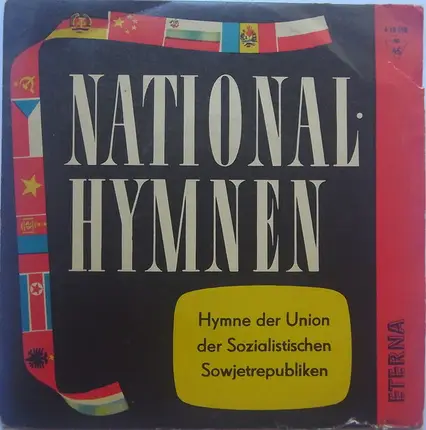 NATIONAL-
HYMNEN
Hymne der Union
der Sozialistischen
Sowjetrepubliken
ETERNA